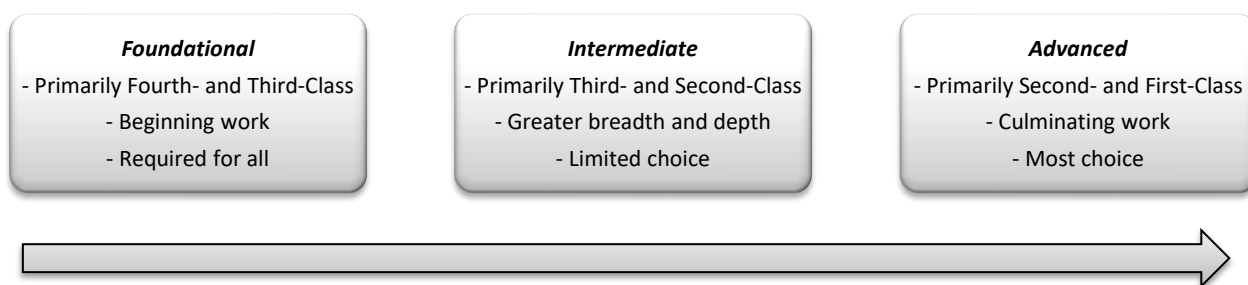 Foundational
- Primarily Fourth- and Third-Class
- Beginning work
- Required for all
Intermediate
- Primarily Third- and Second-Class
- Greater breadth and depth
- Limited choice
Advanced
- Primarily Second- and First-Class
- Culminating work
- Most choice